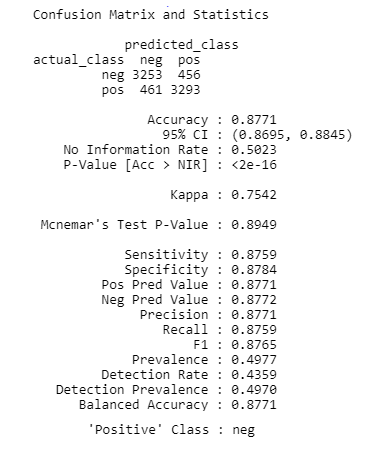 Confusion Matrix and Statistics
predicted_class
actual_class neg pos
neg 3253 456
pos 461 3293
Accuracy : 0.8771
95% CI : (0.8695, 0.8845)
No Information Rate : 0.5023
P-Value [Acc > NIR] : <2e-16
Kappa : 0.7542
Mcnemar's Test P-Value : 0.8949
Sensitivity : 0.8759
Specificity : 0.8784
Pos Pred Value : 0.8771
Neg Pred Value : 0.8772
Precision : 0.8771
Recall : 0.8759
F1 : 0.8765
Prevalence : 0.4977
Detection Rate : 0.4359
Detection Prevalence : 0.4970
Balanced Accuracy : 0.8771
'Positive' Class : neg